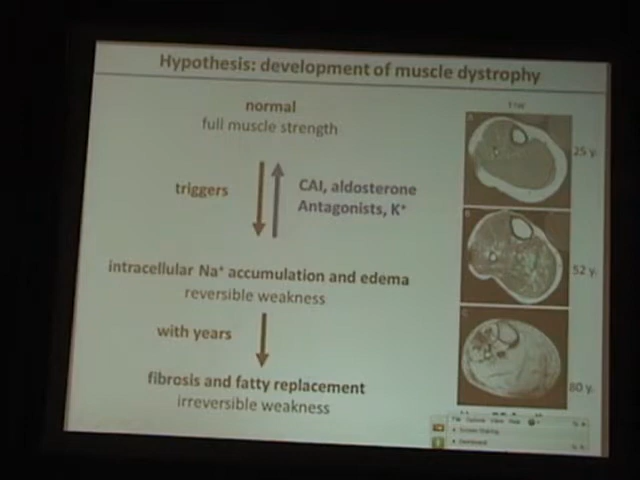 Hypothesis: development of muscle dystrophy
normal
full muscle strength
triggers
CAI, aldosterone
Antagonists, K⁺
intracellular Na⁺ accumulation and edema
reversible weakness
with years
fibrosis and fatty replacement
irreversible weakness
25 y.
52 y.
80 y.